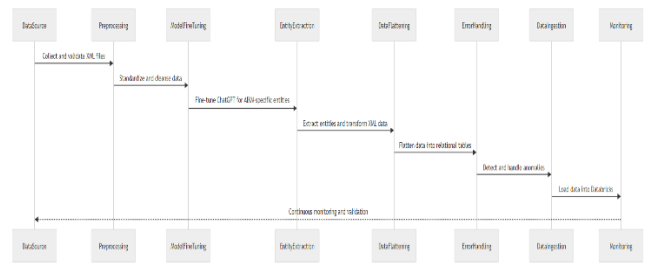 DataSource Preprocessing ModelFineTuning EntityExtraction DataFlattening ErrorHandling DataIngestion Monitoring
Collect and validate XML files
Standardize and cleanse data
Fine-tune ChatGPT for AIXM-specific entities
Extract entities and transform XML data
Flatten data into relational tables
Detect and handle anomalies
Load data into Databricks
Continuous monitoring and validation
DataSource Preprocessing ModelFineTuning EntityExtraction DataFlattening ErrorHandling DataIngestion Monitoring